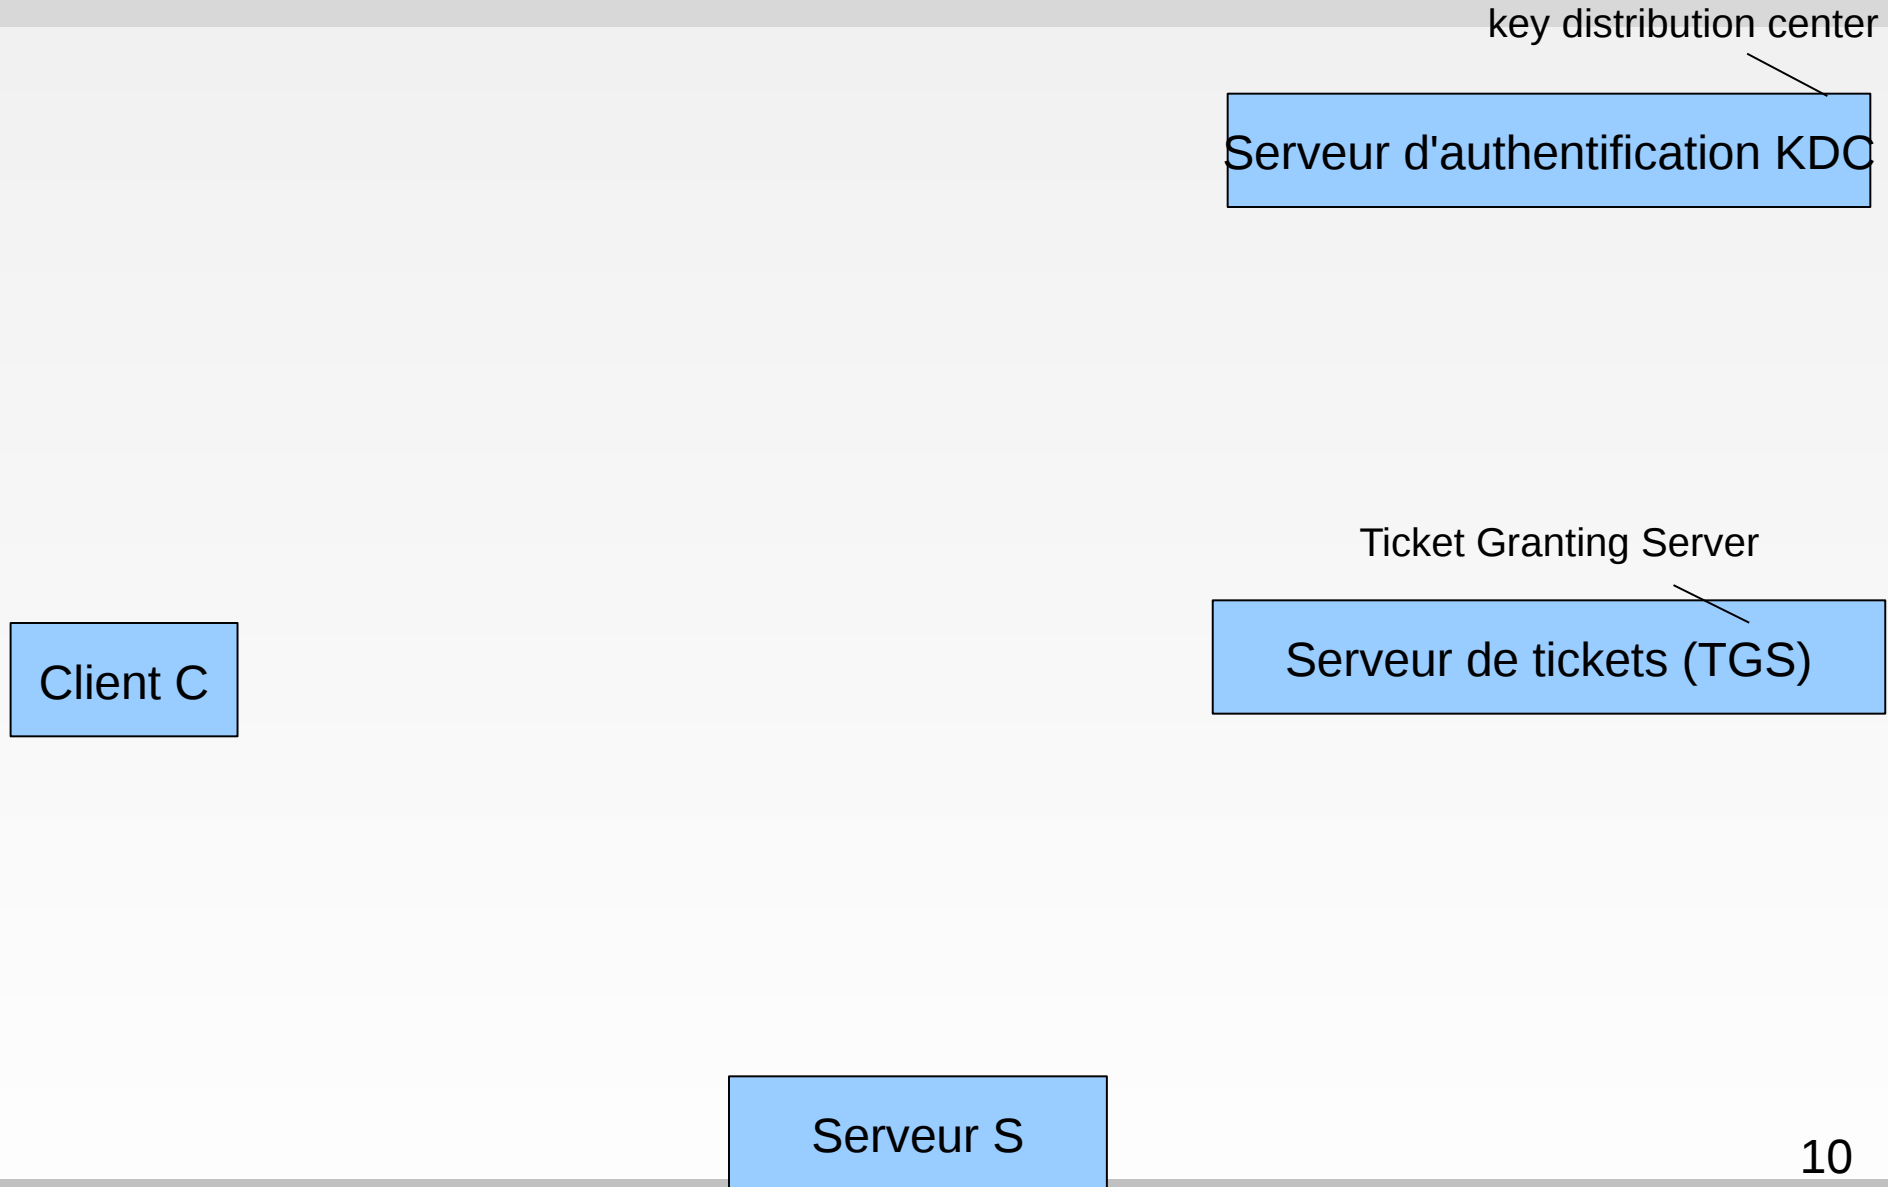 key distribution center
Serveur d'authentification KDC
Ticket Granting Server
Serveur de tickets (TGS)
Client C
Serveur S
10